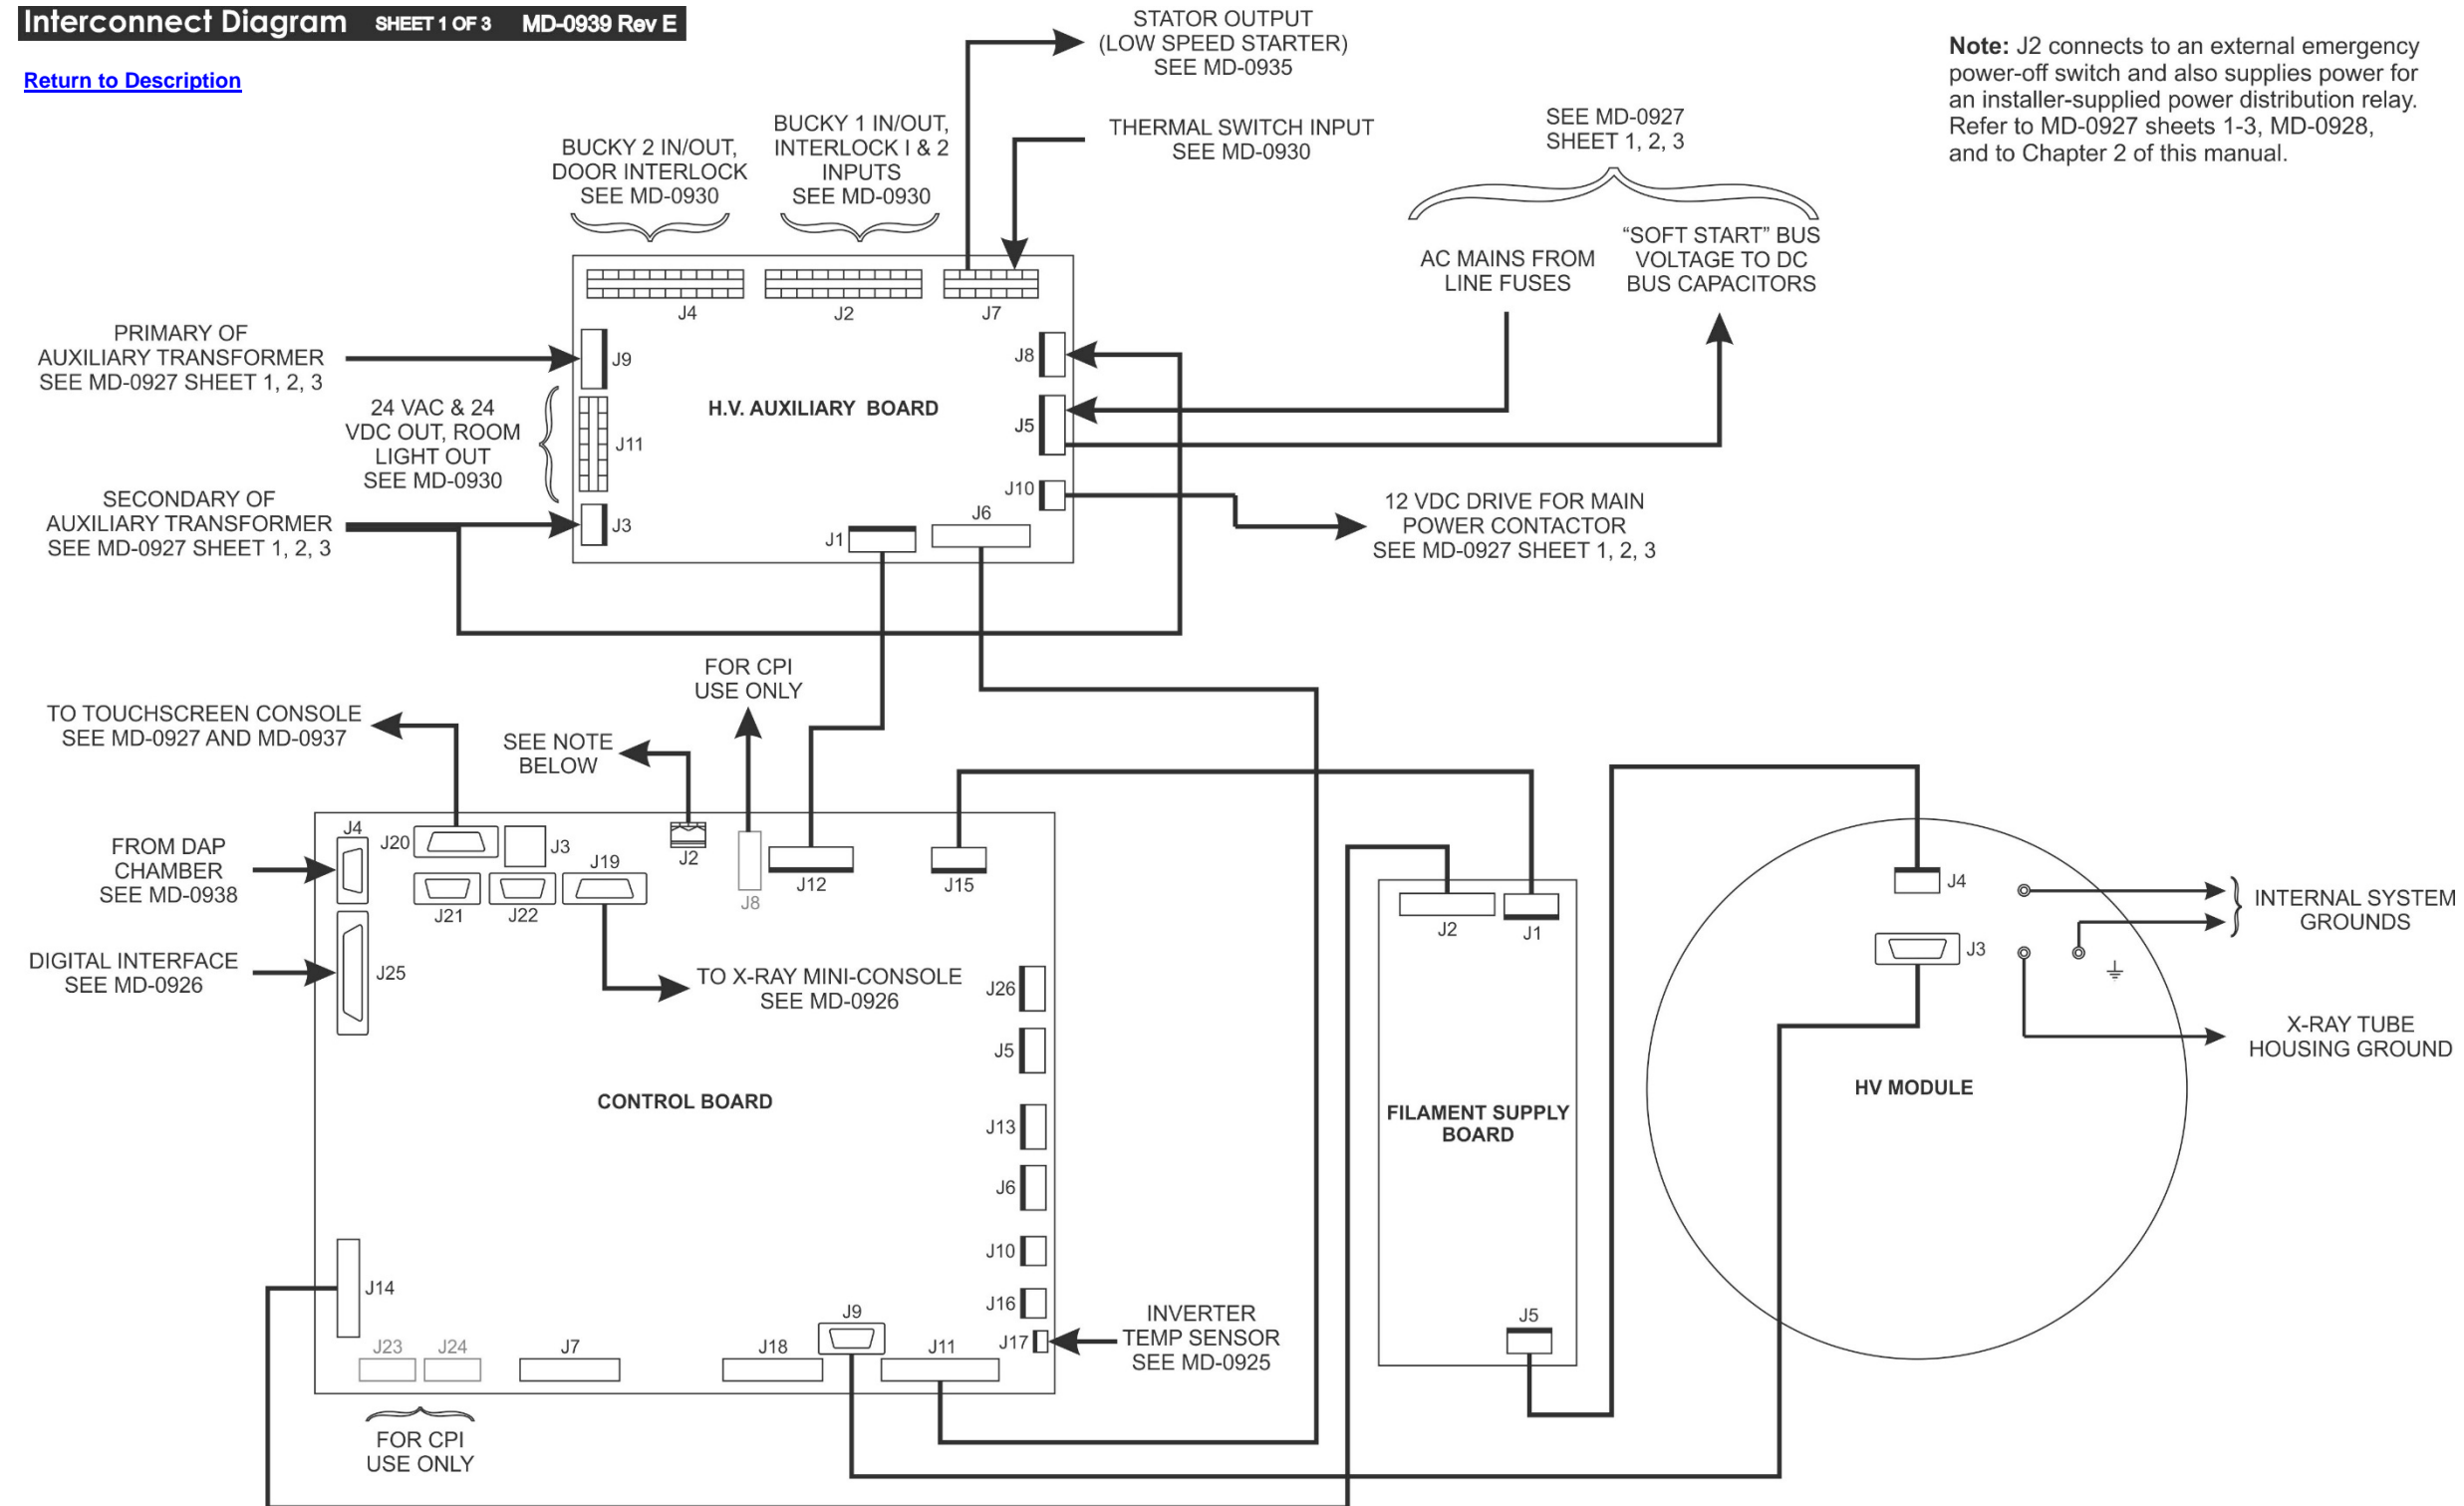 Interconnect Diagram SHEET 1 OF 3 MD-0939 Rev E
Return to Description
STATOR OUTPUT
(LOW SPEED STARTER)
SEE MD-0935
Note: J2 connects to an external emergency
power-off switch and also supplies power for
an installer-supplied power distribution relay.
Refer to MD-0927 sheets 1-3, MD-0928,
and to Chapter 2 of this manual.
BUCKY 2 IN/OUT,
DOOR INTERLOCK
SEE MD-0930
BUCKY 1 IN/OUT,
INTERLOCK I & 2
INPUTS
SEE MD-0930
THERMAL SWITCH INPUT
SEE MD-0930
SEE MD-0927
SHEET 1, 2, 3
AC MAINS FROM
LINE FUSES
“SOFT START” BUS
VOLTAGE TO DC
BUS CAPACITORS
J4
J2
J7
PRIMARY OF
AUXILIARY TRANSFORMER
SEE MD-0927 SHEET 1, 2, 3
J9
J8
24 VAC & 24
VDC OUT, ROOM
LIGHT OUT
SEE MD-0930
J11
H.V. AUXILIARY BOARD
J5
SECONDARY OF
AUXILIARY TRANSFORMER
SEE MD-0927 SHEET 1, 2, 3
J3
J10
J1
J6
12 VDC DRIVE FOR MAIN
POWER CONTACTOR
SEE MD-0927 SHEET 1, 2, 3
FOR CPI
USE ONLY
TO TOUCHSCREEN CONSOLE
SEE MD-0927 AND MD-0937
SEE NOTE
BELOW
FROM DAP
CHAMBER
SEE MD-0938
J4
J20
J3
J19
J2
J21
J22
J8
J12
J15
DIGITAL INTERFACE
SEE MD-0926
J25
TO X-RAY MINI-CONSOLE
SEE MD-0926
J26
J5
CONTROL BOARD
J13
J6
J10
J16
J17
INVERTER
TEMP SENSOR
SEE MD-0925
J14
J23
J24
J7
J18
J9
J11
FOR CPI
USE ONLY
J2
J1
FILAMENT SUPPLY
BOARD
J5
J4
J3
HV MODULE
INTERNAL SYSTEM
GROUNDS
X-RAY TUBE
HOUSING GROUND